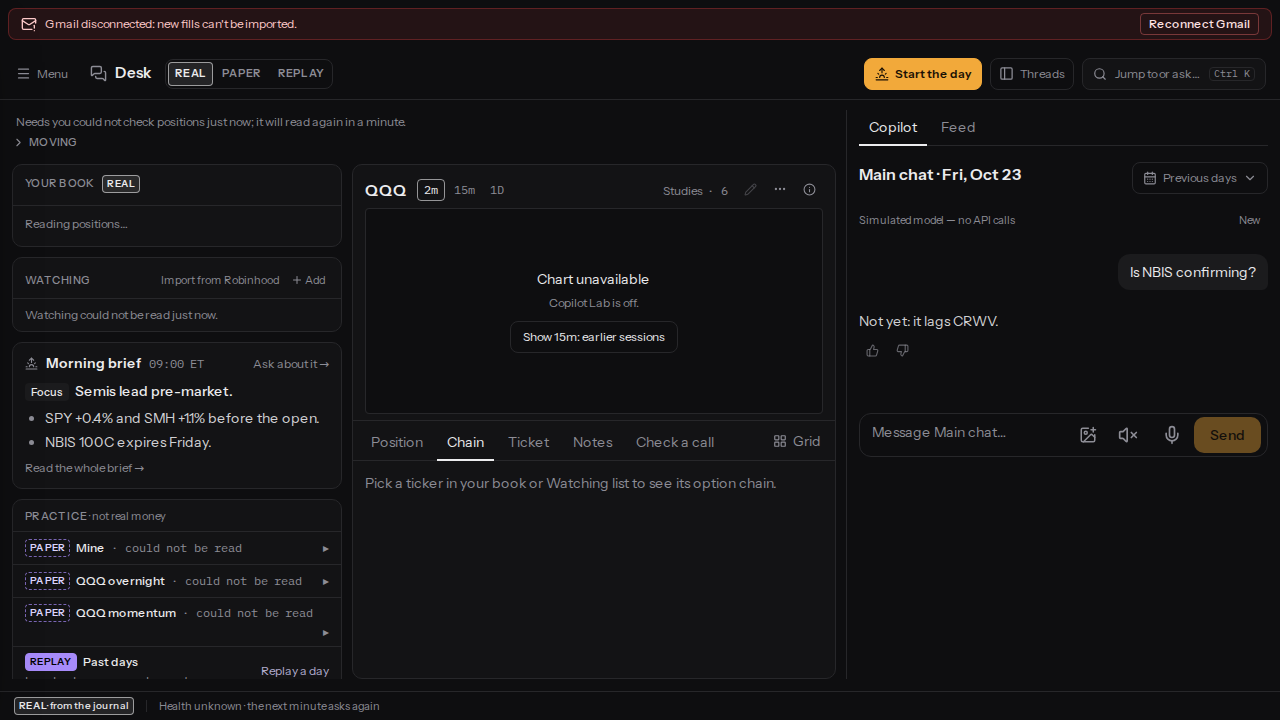 Gmail disconnected: new fills can't be imported.
Reconnect Gmail
Menu
Desk
REAL
PAPER
REPLAY
Start the day
Threads
Jump to or ask...
Ctrl K
Needs you could not check positions just now; it will read again in a minute.
MOVING
YOUR BOOK REAL
Reading positions...
WATCHING
Import from Robinhood
+ Add
Watching could not be read just now.
Morning brief 09:00 ET
Ask about it →
Focus Semis lead pre-market.
• SPY +0.4% and SMH +1.1% before the open.
• NBIS 100C expires Friday.
Read the whole brief →
PRACTICE · not real money
PAPER Mine · could not be read ▸
PAPER QQQ overnight · could not be read ▸
PAPER QQQ momentum · could not be read ▸
REPLAY Past days
Replay a day
QQQ 2m 15m 1D
Studies · 6
Chart unavailable
Copilot Lab is off.
Show 15m: earlier sessions
Position
Chain
Ticket
Notes
Check a call
Grid
Pick a ticker in your book or Watching list to see its option chain.
Copilot
Feed
Main chat · Fri, Oct 23
Previous days
Simulated model — no API calls
New
Is NBIS confirming?
Not yet: it lags CRWV.
Message Main chat...
Send
REAL · from the journal
Health unknown · the next minute asks again